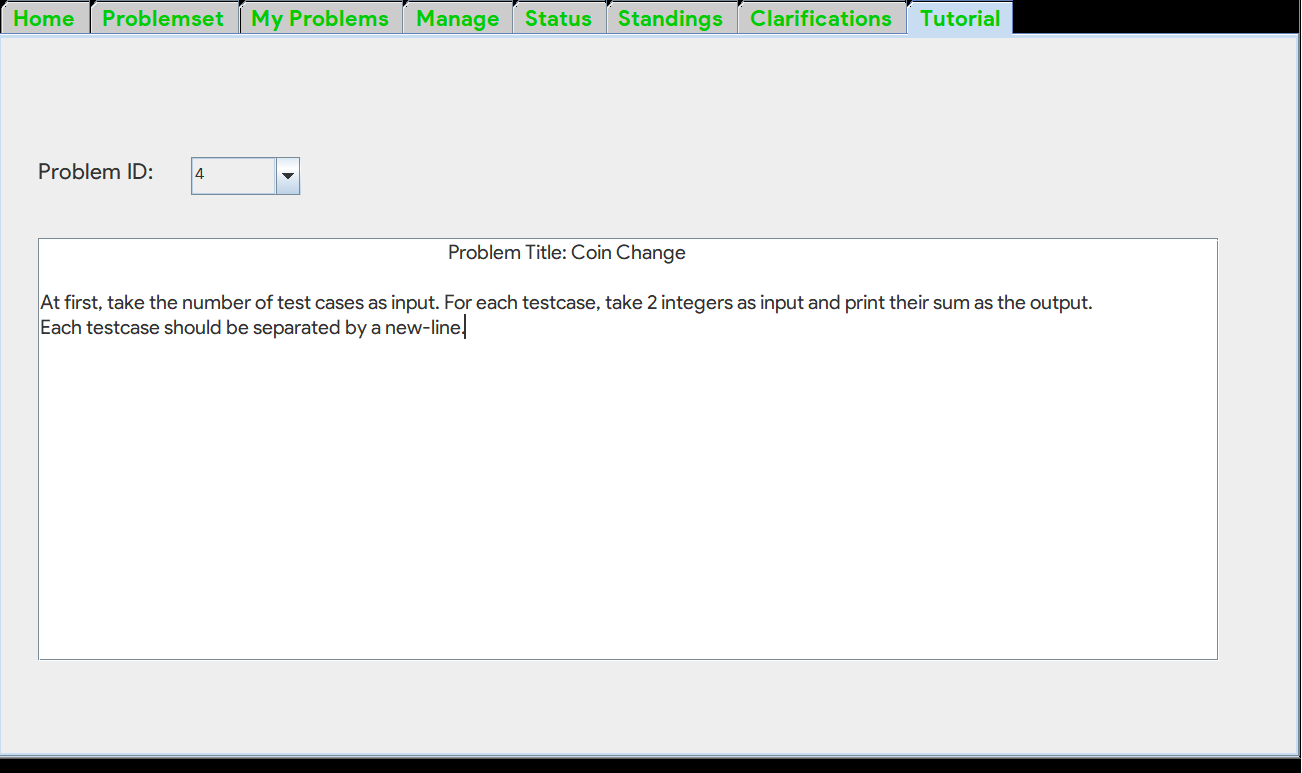 Home Problemset My Problems Manage Status Standings Clarifications Tutorial
Problem ID: 4
Problem Title: Coin Change
At first, take the number of test cases as input. For each testcase, take 2 integers as input and print their sum as the output.
Each testcase should be separated by a new-line.